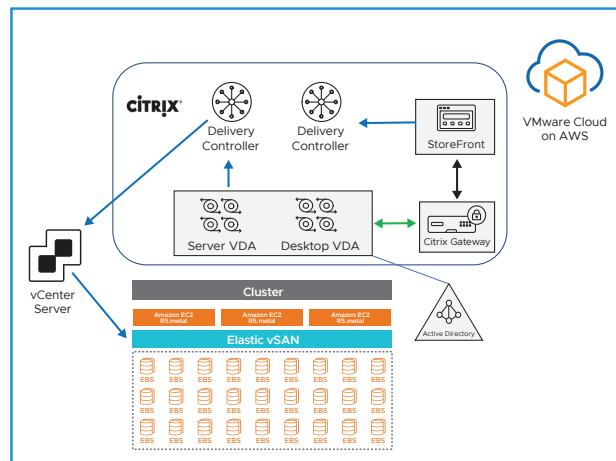 CİTRIX
VMware Cloud
on AWS
Delivery
Controller
Delivery
Controller
StoreFront
Server VDA
Desktop VDA
Citrix Gateway
vCenter
Server
Cluster
Amazon EC2
R5.metal
Amazon EC2
R5.metal
Amazon EC2
R5.metal
Active Directory
Elastic vSAN
EBS EBS EBS EBS EBS EBS EBS EBS EBS
EBS EBS EBS EBS EBS EBS EBS EBS EBS
EBS EBS EBS EBS EBS EBS EBS EBS EBS